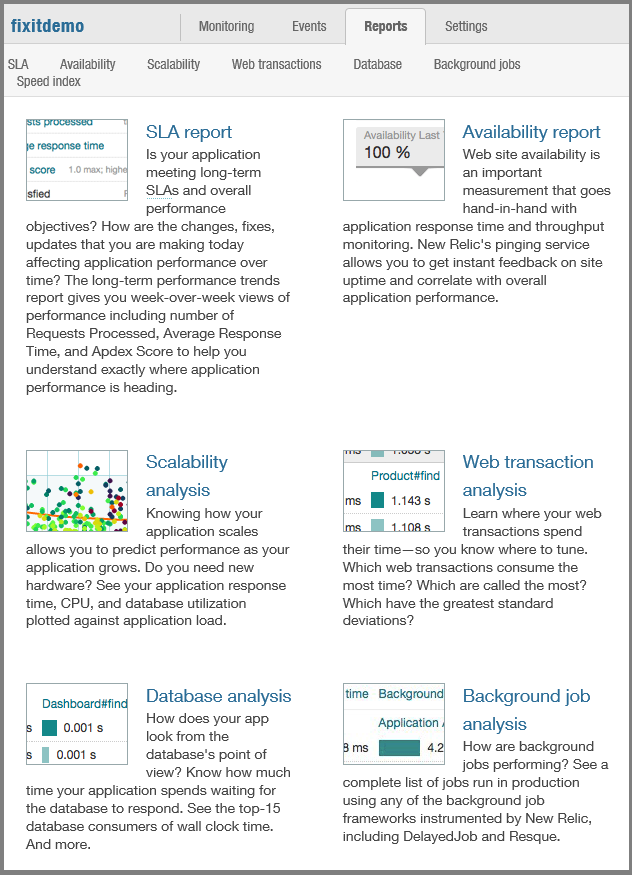 fixitdemo
Monitoring
Events
Reports
Settings
SLA
Availability
Scalability
Web transactions
Database
Background jobs
Speed index
processed
response time
score 1.0 max;
SLA report
Is your application
meeting long-term
SLAs and overall
performance
objectives? How are the changes, fixes,
updates that you are making today
affecting application performance over
time? The long-term performance trends
report gives you week-over-week views of
performance including number of
Requests Processed, Average Response
Time, and Apdex Score to help you
understand exactly where application
performance is heading.
Availability Last
100 %
Availability report
Web site availability is
an important
measurement that goes
hand-in-hand with
application response time and throughput
monitoring. New Relic's pinging service
allows you to get instant feedback on site
uptime and correlate with overall
application performance.
Scalability
analysis
Knowing how your
application scales
allows you to predict performance as your
application grows. Do you need new
hardware? See your application response
time, CPU, and database utilization
plotted against application load.
Product#find
ms 1.143 s
ms 1.108 s
Web transaction
analysis
Learn where your web
transactions spend
their time—so you know where to tune.
Which web transactions consume the
most time? Which are called the most?
Which have the greatest standard
deviations?
Dashboard#find
s 0.001 s
s 0.001 s
Database analysis
How does your app
look from the
database's point of
view? Know how much
time your application spends waiting for
the database to respond. See the top-15
database consumers of wall clock time.
And more.
time Background
Application
8 ms 4.2
Background job
analysis
How are background
jobs performing? See a
complete list of jobs run in production
using any of the background job
frameworks instrumented by New Relic,
including DelayedJob and Resque.